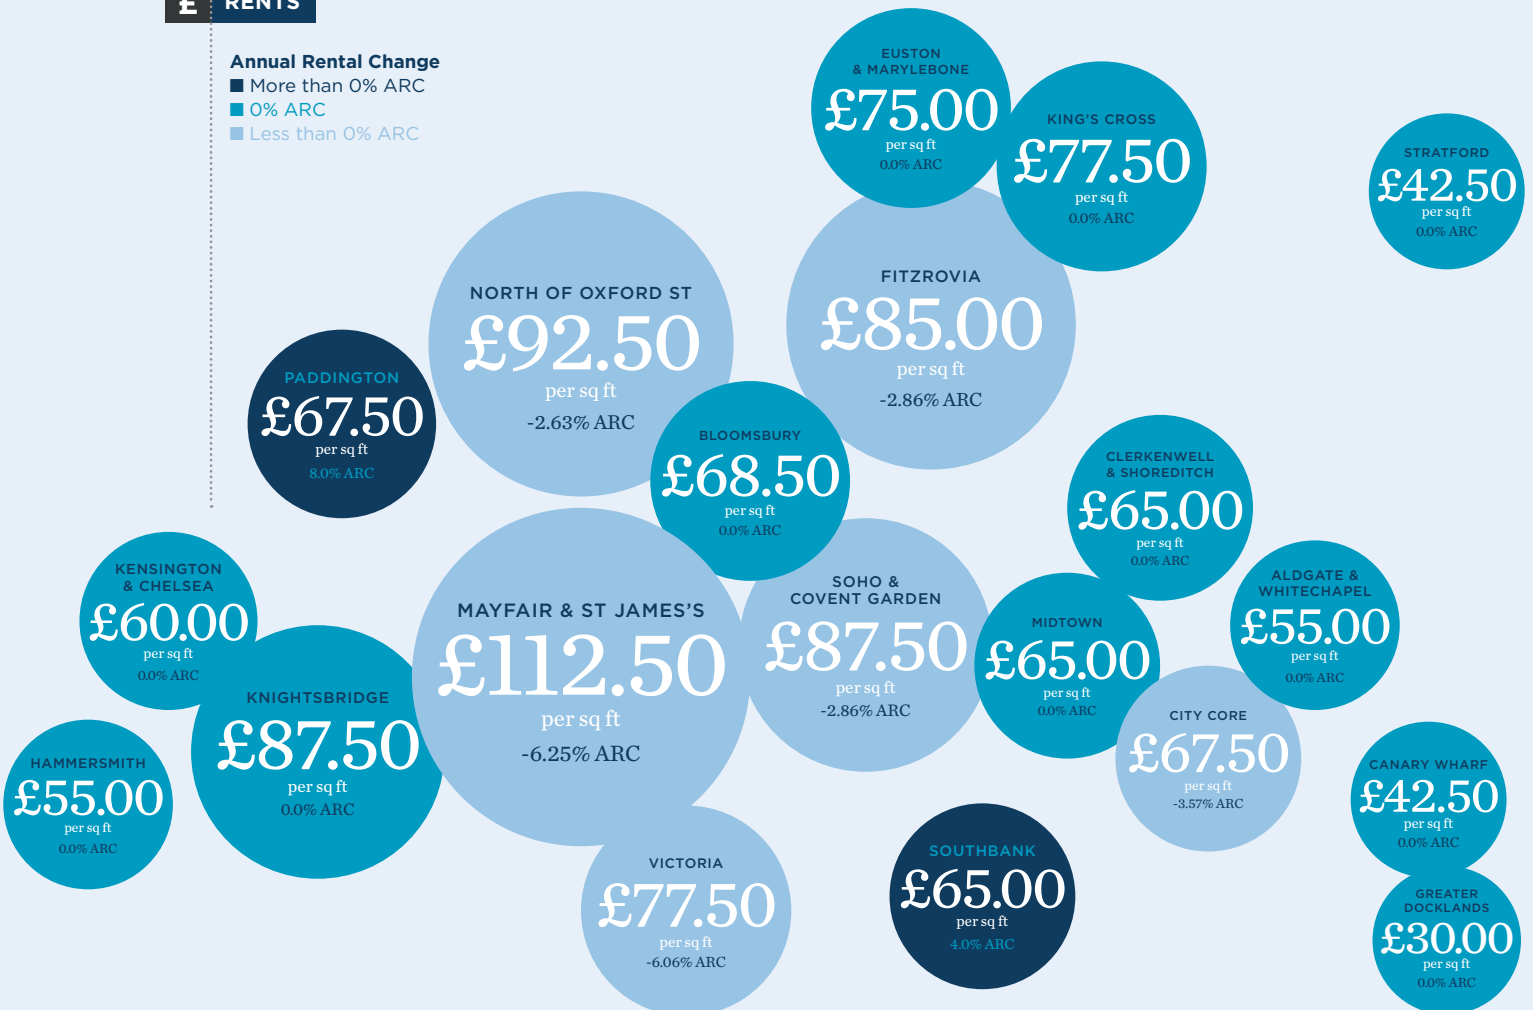 £ RENTS
Annual Rental Change
More than 0% ARC
0% ARC
Less than 0% ARC
EUSTON
& MARYLEBONE
£75.00
per sq ft
0.0% ARC
KING'S CROSS
£77.50
per sq ft
0.0% ARC
STRATFORD
£42.50
per sq ft
0.0% ARC
NORTH OF OXFORD ST
£92.50
per sq ft
-2.63% ARC
FITZROVIA
£85.00
per sq ft
-2.86% ARC
PADDINGTON
£67.50
per sq ft
8.0% ARC
BLOOMSBURY
£68.50
per sq ft
0.0% ARC
CLERKENWELL
& SHOREDITCH
£65.00
per sq ft
0.0% ARC
KENSINGTON
& CHELSEA
£60.00
per sq ft
0.0% ARC
MAYFAIR & ST JAMES'S
£112.50
per sq ft
-6.25% ARC
SOHO &
COVENT GARDEN
£87.50
per sq ft
-2.86% ARC
MIDTOWN
£65.00
per sq ft
0.0% ARC
ALDGATE &
WHITECHAPEL
£55.00
per sq ft
0.0% ARC
KNIGHTSBRIDGE
£87.50
per sq ft
0.0% ARC
CITY CORE
£67.50
per sq ft
-3.57% ARC
HAMMERSMITH
£55.00
per sq ft
0.0% ARC
CANARY WHARF
£42.50
per sq ft
0.0% ARC
VICTORIA
£77.50
per sq ft
-6.06% ARC
SOUTHBANK
£65.00
per sq ft
4.0% ARC
GREATER
DOCKLANDS
£30.00
per sq ft
0.0% ARC